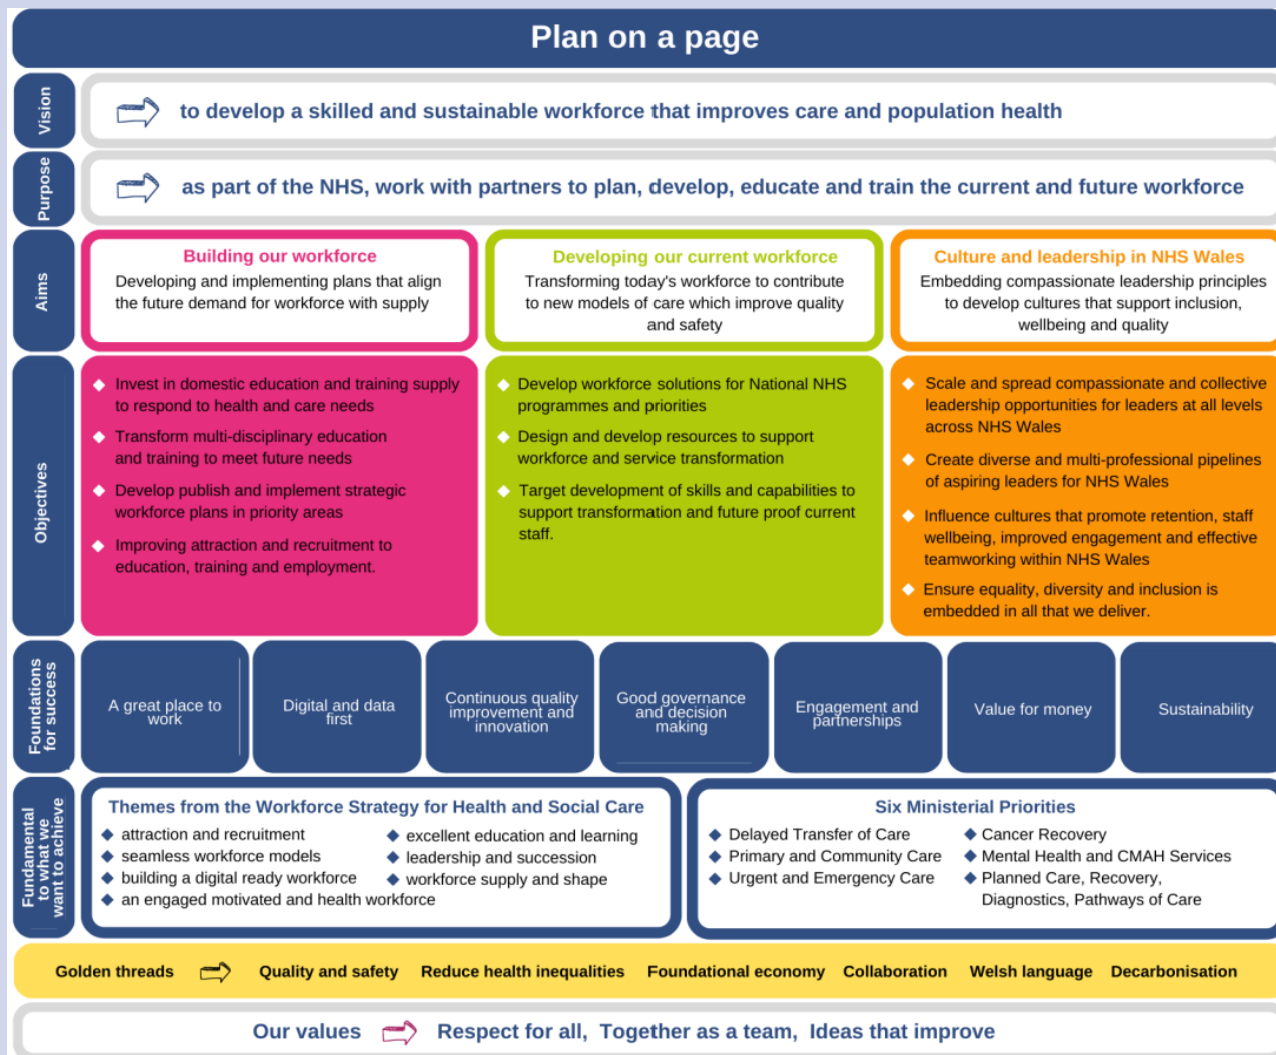 Plan on a page
Vision
to develop a skilled and sustainable workforce that improves care and population health
Purpose
as part of the NHS, work with partners to plan, develop, educate and train the current and future workforce
Aims
Building our workforce
Developing and implementing plans that align
the future demand for workforce with supply
Developing our current workforce
Transforming today's workforce to contribute
to new models of care which improve quality
and safety
Culture and leadership in NHS Wales
Embedding compassionate leadership principles
to develop cultures that support inclusion,
wellbeing and quality
Objectives
Invest in domestic education and training supply
to respond to health and care needs
Transform multi-disciplinary education
and training to meet future needs
Develop publish and implement strategic
workforce plans in priority areas
Improving attraction and recruitment to
education, training and employment.
Develop workforce solutions for National NHS
programmes and priorities
Design and develop resources to support
workforce and service transformation
Target development of skills and capabilities to
support transformation and future proof current
staff.
Scale and spread compassionate and collective
leadership opportunities for leaders at all levels
across NHS Wales
Create diverse and multi-professional pipelines
of aspiring leaders for NHS Wales
Influence cultures that promote retention, staff
wellbeing, improved engagement and effective
teamworking within NHS Wales
Ensure equality, diversity and inclusion is
embedded in all that we deliver.
Foundations
for success
A great place to
work
Digital and data
first
Continuous quality
improvement and
innovation
Good governance
and decision
making
Engagement and
partnerships
Value for money
Sustainability
Fundamental
to what we
want to achieve
Themes from the Workforce Strategy for Health and Social Care
attraction and recruitment
seamless workforce models
building a digital ready workforce
an engaged motivated and health workforce
excellent education and learning
leadership and succession
workforce supply and shape
Six Ministerial Priorities
Delayed Transfer of Care
Primary and Community Care
Urgent and Emergency Care
Cancer Recovery
Mental Health and CMAH Services
Planned Care, Recovery,
Diagnostics, Pathways of Care
Golden threads Quality and safety Reduce health inequalities Foundational economy Collaboration Welsh language Decarbonisation
Our values Respect for all, Together as a team, Ideas that improve